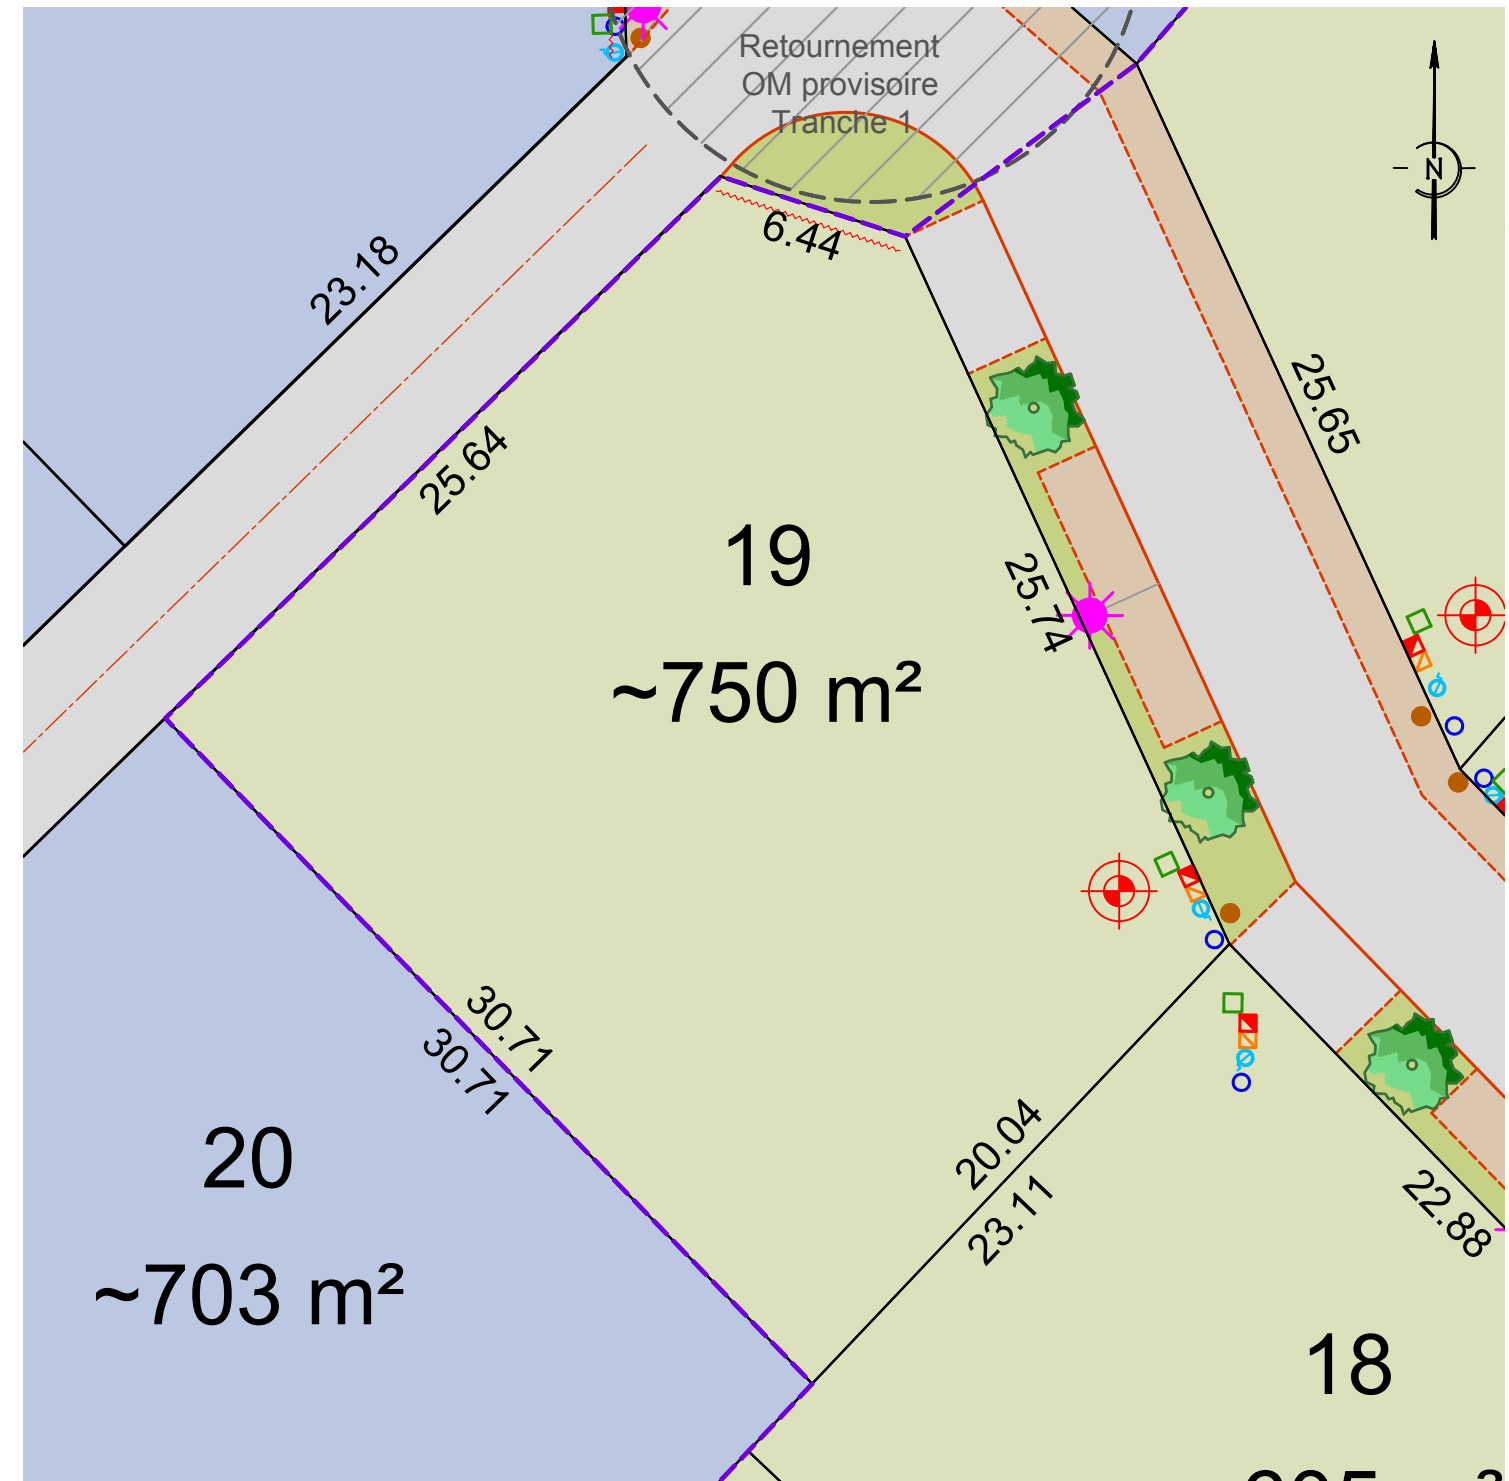 Retournement
OM provisoire
Tranche 1
N
6.44
23.18
25.65
25.64
19
25.74
~750 m²
30.71
30.71
20.04
20
23.11
22.88
~703 m²
18